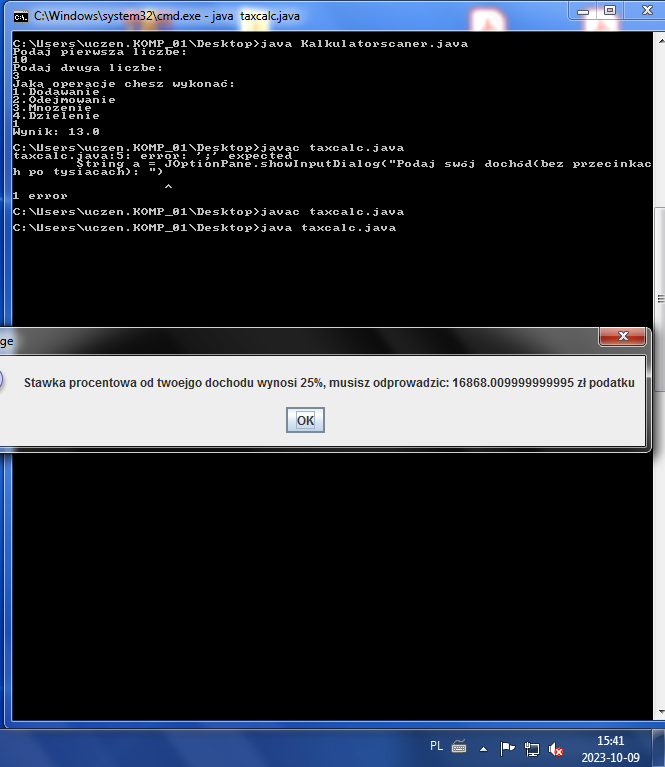 C:\Windows\system32\cmd.exe - java taxcalc.java
C:\Users\uczen.KOMP_01\Desktop>java Kalkulatorscaner.java
Podaj pierwsza liczbe:
10
Podaj druga liczbe:
3
Jaka operacje chesz wykonać:
1.Dodawanie
2.Odejmowanie
3.Mnozenie
4.Dzielenie
1
Wynik: 13.0
C:\Users\uczen.KOMP_01\Desktop>javac taxcalc.java
taxcalc.java:5: error: ';' expected
String a = JOptionPane.showInputDialog("Podaj swój dochód(bez przecinkac
h po tysiacach): ")
^
1 error
C:\Users\uczen.KOMP_01\Desktop>javac taxcalc.java
C:\Users\uczen.KOMP_01\Desktop>java taxcalc.java
ge
Stawka procentowa od twoejgo dochodu wynosi 25%, musisz odprowadzic: 16868.009999999995 zł podatku
OK
PL
15:41
2023-10-09